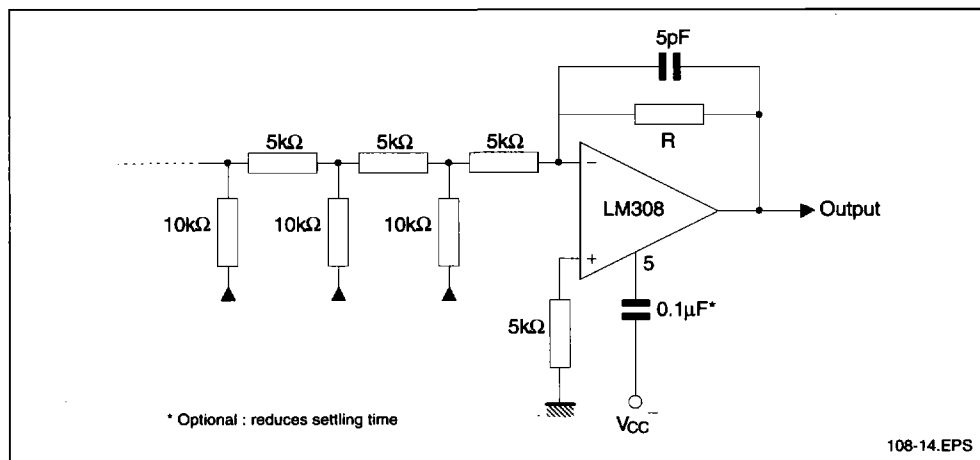 5pF
R
5kΩ 5kΩ 5kΩ
10kΩ 10kΩ 10kΩ
−
LM308
+
Output
5
0.1µF*
5kΩ
VCC−
* Optional : reduces settling time
108-14.EPS